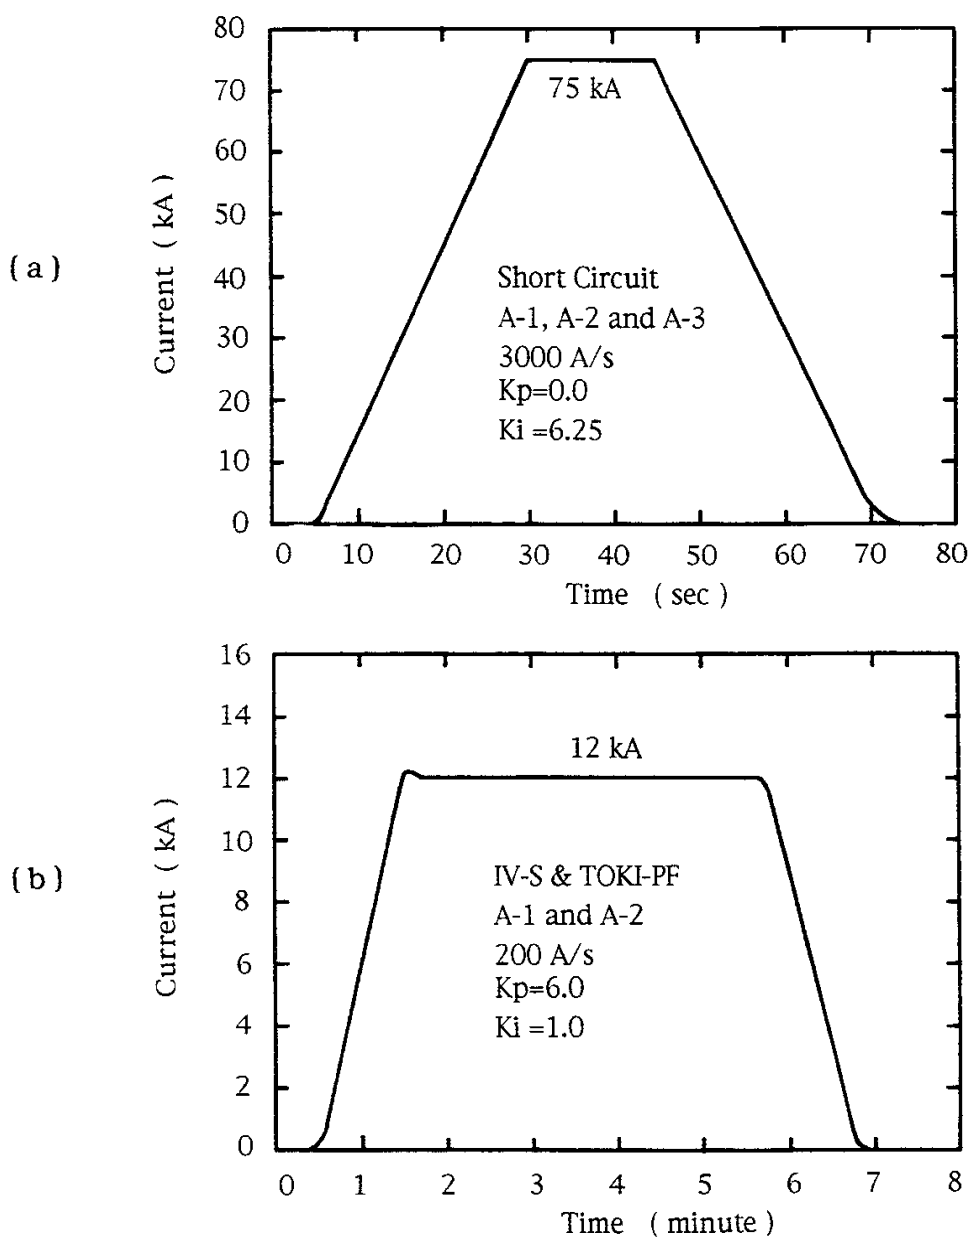 (a)
Current ( kA )
80
70
60
50
40
30
20
10
0
75 kA
Short Circuit
A-1, A-2 and A-3
3000 A/s
Kp=0.0
Ki =6.25
0 10 20 30 40 50 60 70 80
Time ( sec )
(b)
Current ( kA )
16
14
12
10
8
6
4
2
0
12 kA
IV-S & TOKI-PF
A-1 and A-2
200 A/s
Kp=6.0
Ki =1.0
0 1 2 3 4 5 6 7 8
Time ( minute )